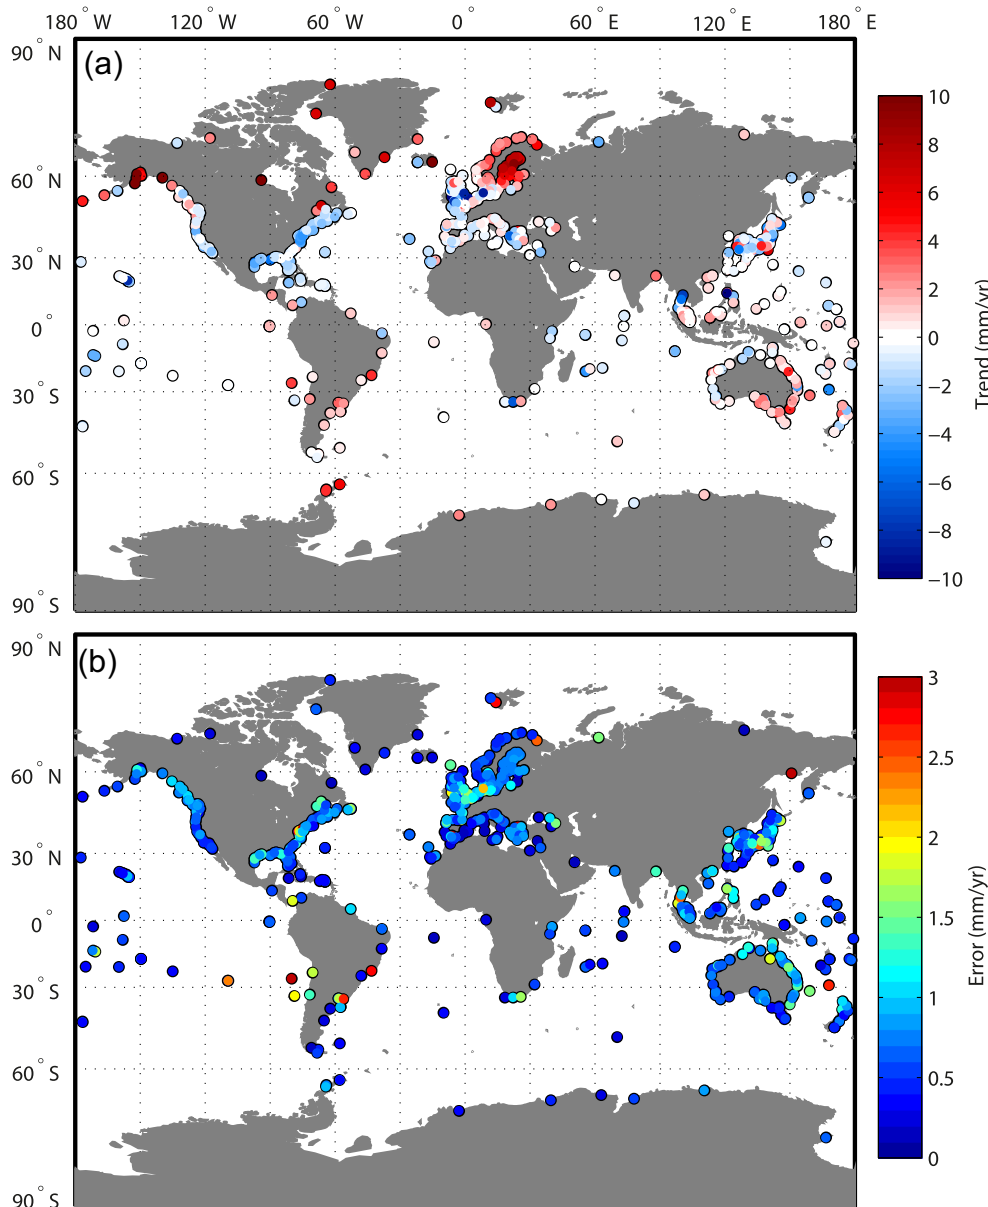 180° W 120° W 60° W 0° 60° E 120° E 180° E
(a)
90° N
60° N
30° N
0°
30° S
60° S
90° S
10
8
6
4
2
0
−2
−4
−6
−8
−10
Trend (mm/yr)
(b)
90° N
60° N
30° N
0°
30° S
60° S
90° S
3
2.5
2
1.5
1
0.5
0
Error (mm/yr)